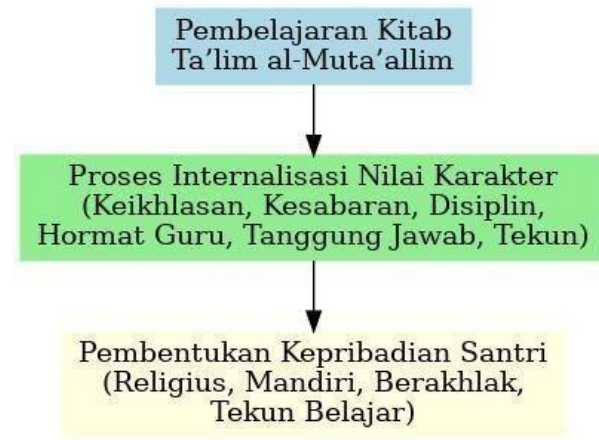 Pembelajaran Kitab
Ta’lim al-Muta’allim
Proses Internalisasi Nilai Karakter
(Keikhlasan, Kesabaran, Disiplin,
Hormat Guru, Tanggung Jawab, Tekun)
Pembentukan Kepribadian Santri
(Religius, Mandiri, Berakhlak,
Tekun Belajar)